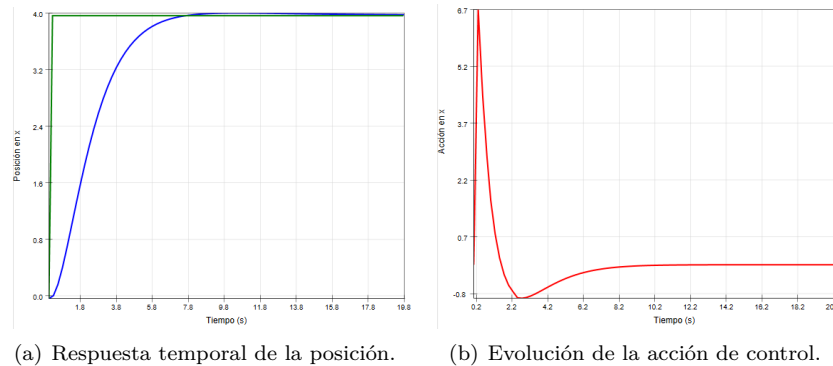 4.0
3.2
2.4
1.6
0.8
0.0
Posición en x
1.8 3.8 5.8 7.8 9.8 11.8 13.8 15.8 17.8 19.8
Tiempo (s)
(a) Respuesta temporal de la posición.
6.7
5.2
3.7
2.2
0.7
-0.8
Acción en x
0.2 2.2 4.2 6.2 8.2 10.2 12.2 14.2 16.2 18.2 20
Tiempo (s)
(b) Evolución de la acción de control.